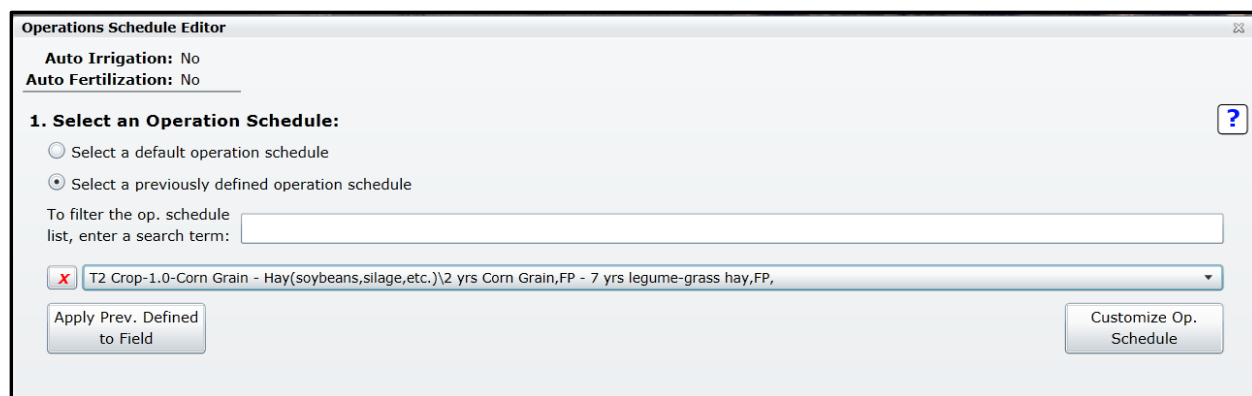 Operations Schedule Editor
Auto Irrigation: No
Auto Fertilization: No
1. Select an Operation Schedule:
?
Select a default operation schedule
Select a previously defined operation schedule
To filter the op. schedule
list, enter a search term:
X
T2 Crop-1.0-Corn Grain - Hay(soybeans,silage,etc.)\2 yrs Corn Grain,FP - 7 yrs legume-grass hay,FP,
Apply Prev. Defined
to Field
Customize Op.
Schedule